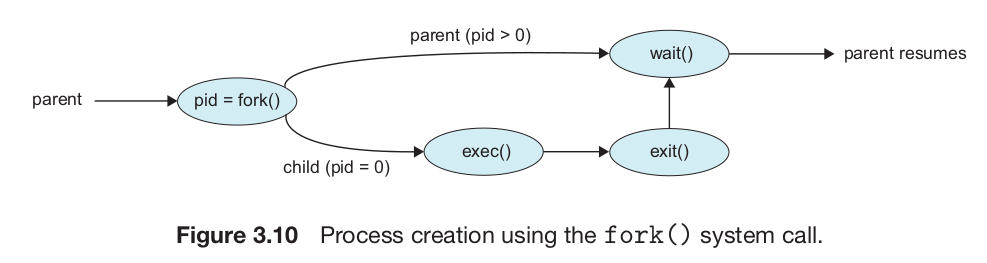 parent (pid > 0)
wait()
parent resumes
parent
pid = fork()
exec()
exit()
child (pid = 0)
Figure 3.10 Process creation using the fork() system call.